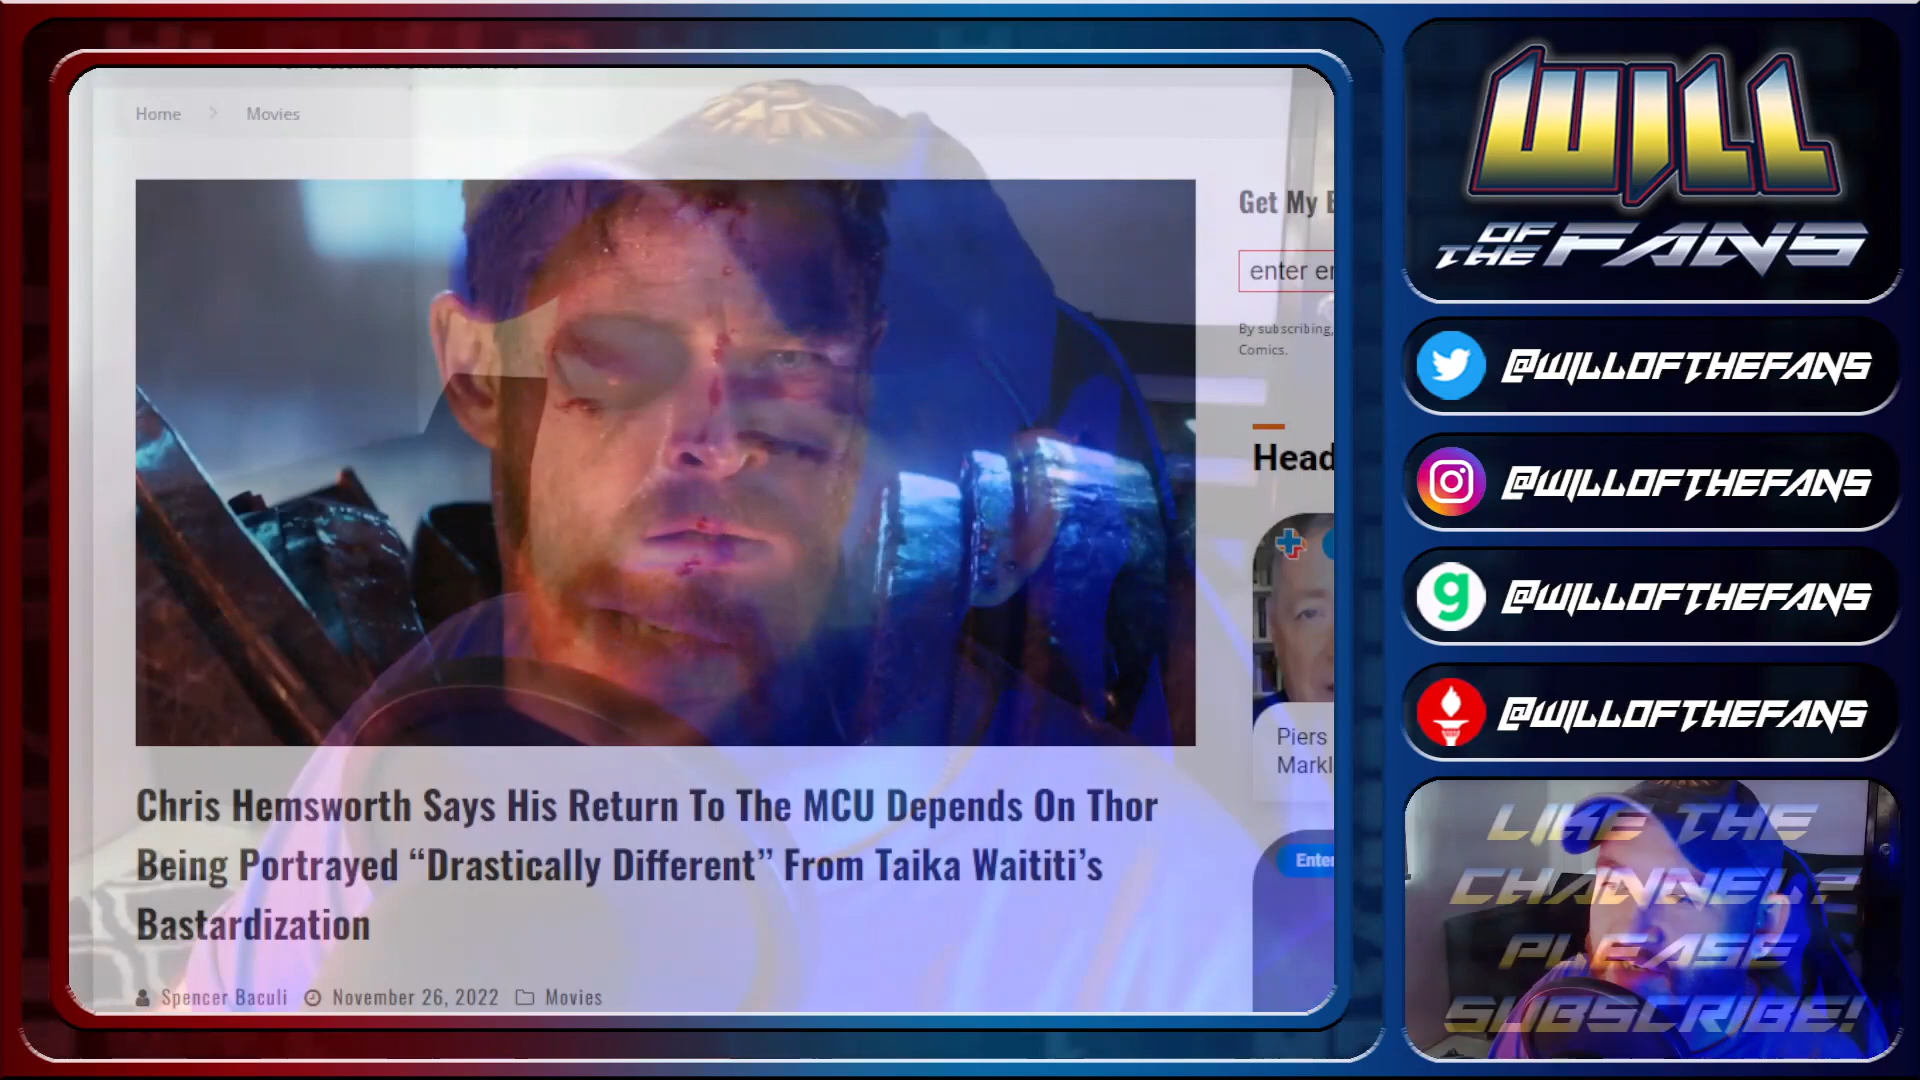 Home > Movies
Get My
enter
By subscribing,
Comics.
Head
Piers
Enter
Chris Hemsworth Says His Return To The MCU Depends On Thor
Being Portrayed “Drastically Different” From Taika Waititi’s
Bastardization
Spencer Baculi November 26, 2022 Movies
WILL
OF
THE FANS
@WILLOFTHEFANS
@WILLOFTHEFANS
g @WILLOFTHEFANS
@WILLOFTHEFANS
LIKE THE
CHANNEL?
PLEASE
SUBSCRIBE!